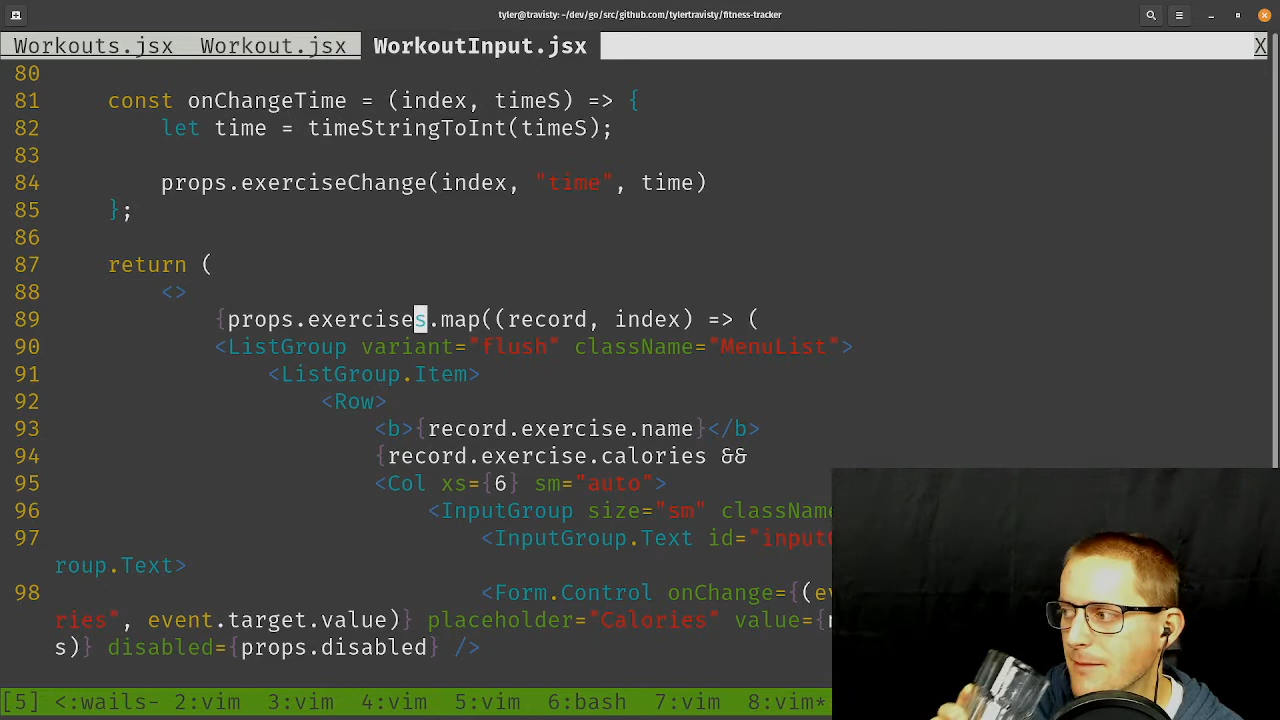 tyler@travisty:~/dev/go/src/github.com/tylertravisty/fitness-tracker
Workouts.jsx Workout.jsx WorkoutInput.jsx X
80
81 const onChangeTime = (index, timeS) => {
82 let time = timeStringToInt(timeS);
83
84 props.exerciseChange(index, "time", time)
85 };
86
87 return (
88 <>
89 {props.exercises.map((record, index) => (
90 <ListGroup variant="flush" className="MenuList">
91 <ListGroup.Item>
92 <Row>
93 <b>{record.exercise.name}</b>
94 {record.exercise.calories &&
95 <Col xs={6} sm="auto">
96 <InputGroup size="sm" className
97 <InputGroup.Text id="input
roup.Text>
98 <Form.Control onChange={(e
ries", event.target.value)} placeholder="Calories" value={
s)} disabled={props.disabled} />
[5] <:wails- 2:vim 3:vim 4:vim 5:vim 6:bash 7:vim 8:vim*